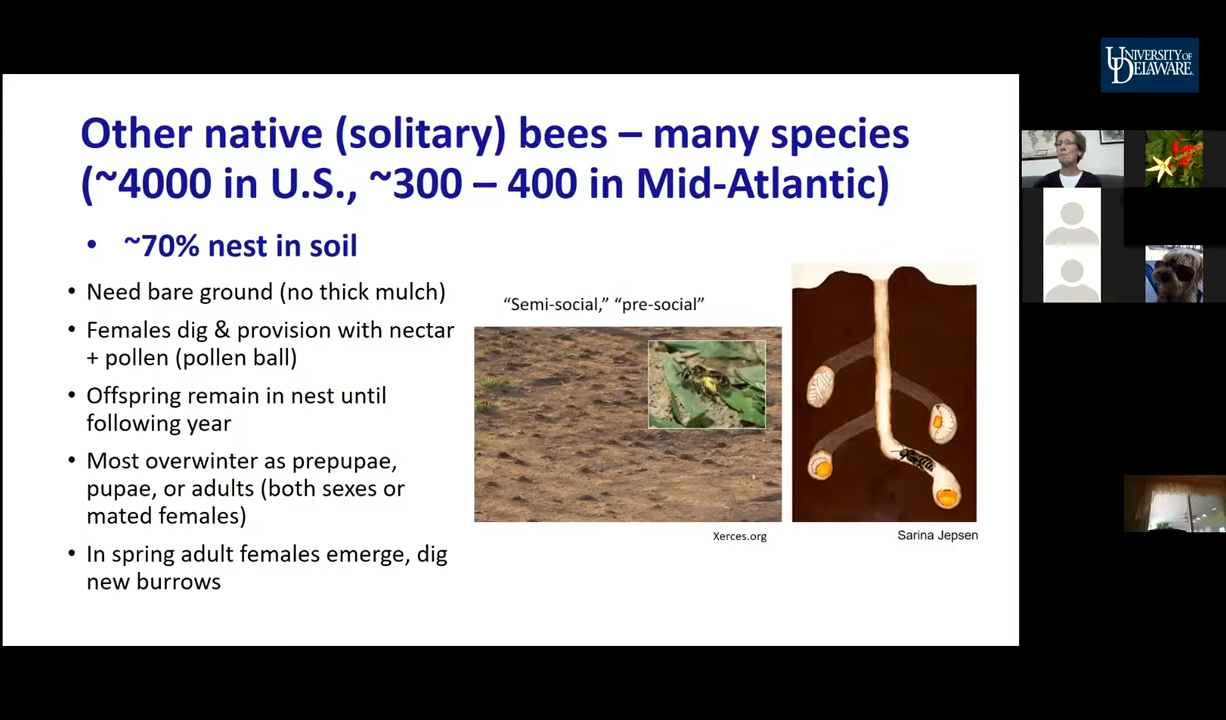 UNIVERSITY OF
DELAWARE.
Other native (solitary) bees – many species
(~4000 in U.S., ~300 – 400 in Mid-Atlantic)
• ~70% nest in soil
• Need bare ground (no thick mulch)
• Females dig & provision with nectar
+ pollen (pollen ball)
• Offspring remain in nest until
following year
• Most overwinter as prepupae,
pupae, or adults (both sexes or
mated females)
• In spring adult females emerge, dig
new burrows
“Semi-social,” “pre-social”
Xerces.org
Sarina Jepsen